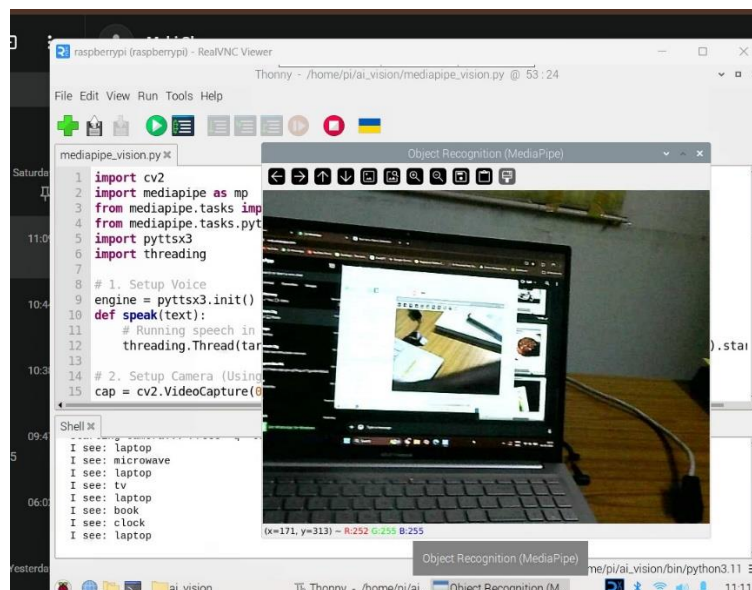 raspberrypi (raspberrypi) - RealVNC Viewer
Thonny - /home/pi/ai_vision/mediapipe_vision.py @ 53 : 24
File Edit View Run Tools Help
mediapipe_vision.py
Object Recognition (MediaPipe)
Saturda
1 import cv2
2 import mediapipe as mp
3 from mediapipe.tasks imp
4 from mediapipe.tasks.pyt
5 import pyttsx3
11:0
6 import threading
7
8 # 1. Setup Voice
9 engine = pyttsx3.init()
10:4
10 def speak(text):
11 # Running speech in
12 threading.Thread(tar ).star
13
10:3
14 # 2. Setup Camera (Using
15 cap = cv2.VideoCapture(0
Shell
09:4
I see: laptop
I see: microwave
5
I see: tv
I see: laptop
I see: book
06:0
I see: clock
I see: laptop
(x=171, y=313) ~ R:252 G:255 B:255
Object Recognition (MediaPipe)
Yesterda
me/pi/ai_vision/bin/python3.11
ai_vision
Thonny - /home/pi/ai
Object Recognition (M
11:11